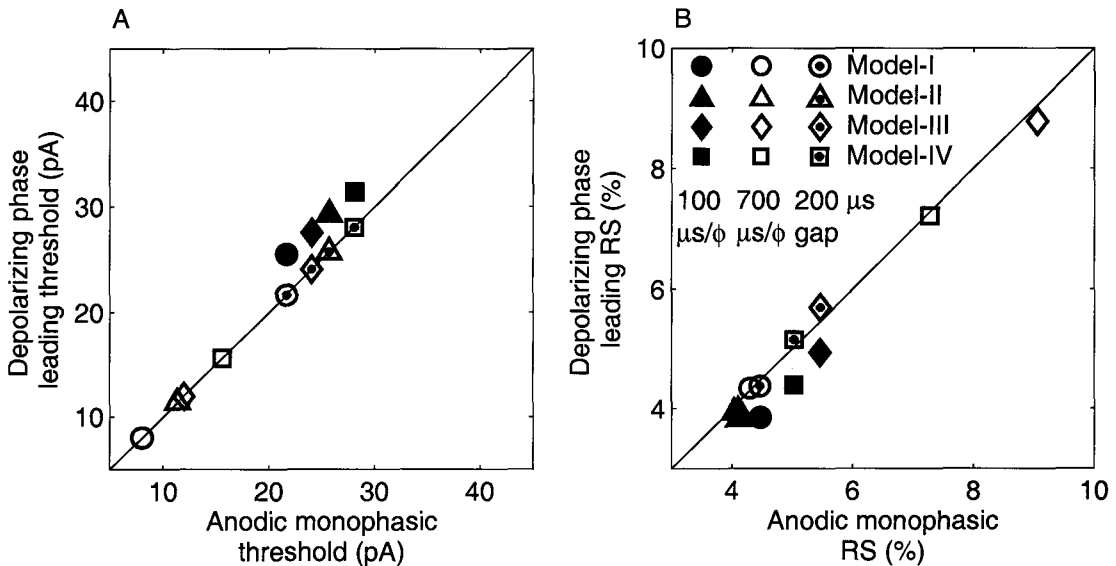 A
Depolarizing phase
leading threshold (pA)
40
30
20
10
10 20 30 40
Anodic monophasic
threshold (pA)
B
Depolarizing phase
leading RS (%)
10
8
6
4
Model-I
Model-II
Model-III
Model-IV
100 700 200 μs
μs/ϕ μs/ϕ gap
4 6 8 10
Anodic monophasic
RS (%)